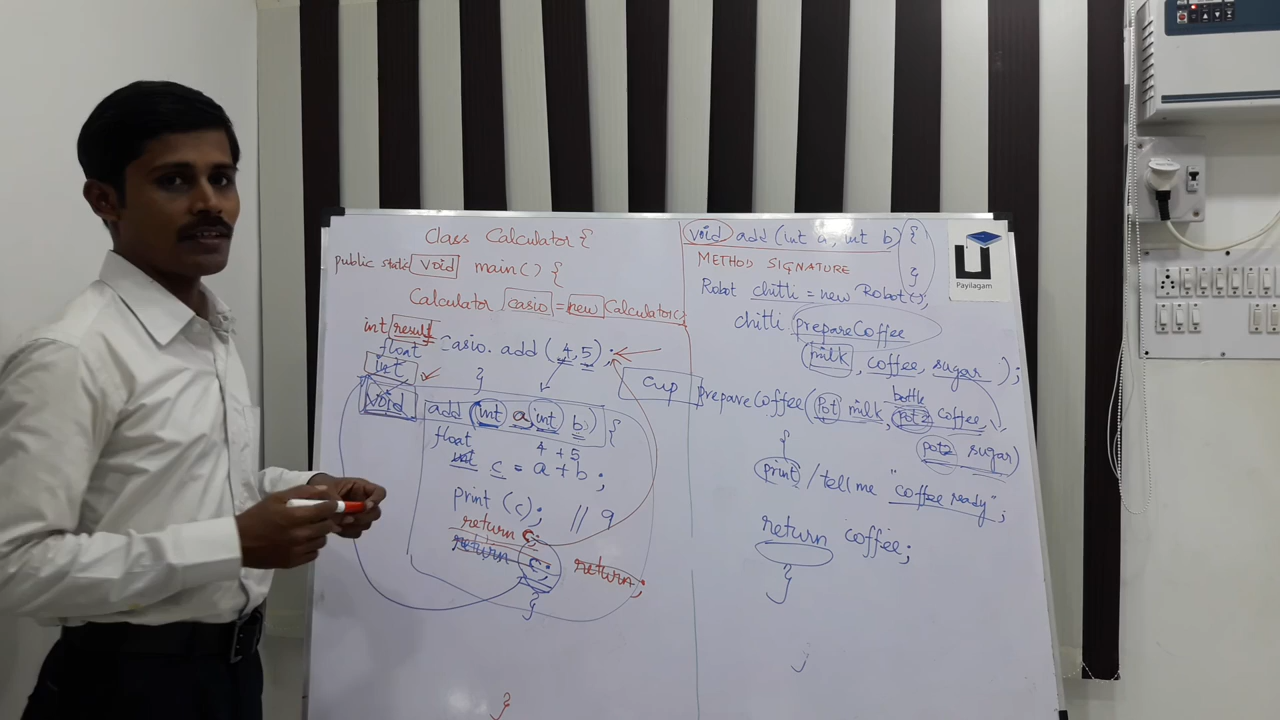 Class Calculator {
public static void main() {
Calculator casio = new Calculator()
int result =
float casio. add (4,5) ;
int
}
void
add (int a, int b) {
float
4 + 5
int c = a + b ;
print (c); // 9
return c;
return c; return;
}
}
void add (int a, int b) {
METHOD SIGNATURE
}
Robot chitti = new Robot();
chitti prepareCoffee
(milk, coffee, sugar );
Cup prepareCoffee (Pot milk, bottle pot2 coffee,
pot2 sugar)
{
print / tell me "coffee ready";
return coffee;
}
Payilagam